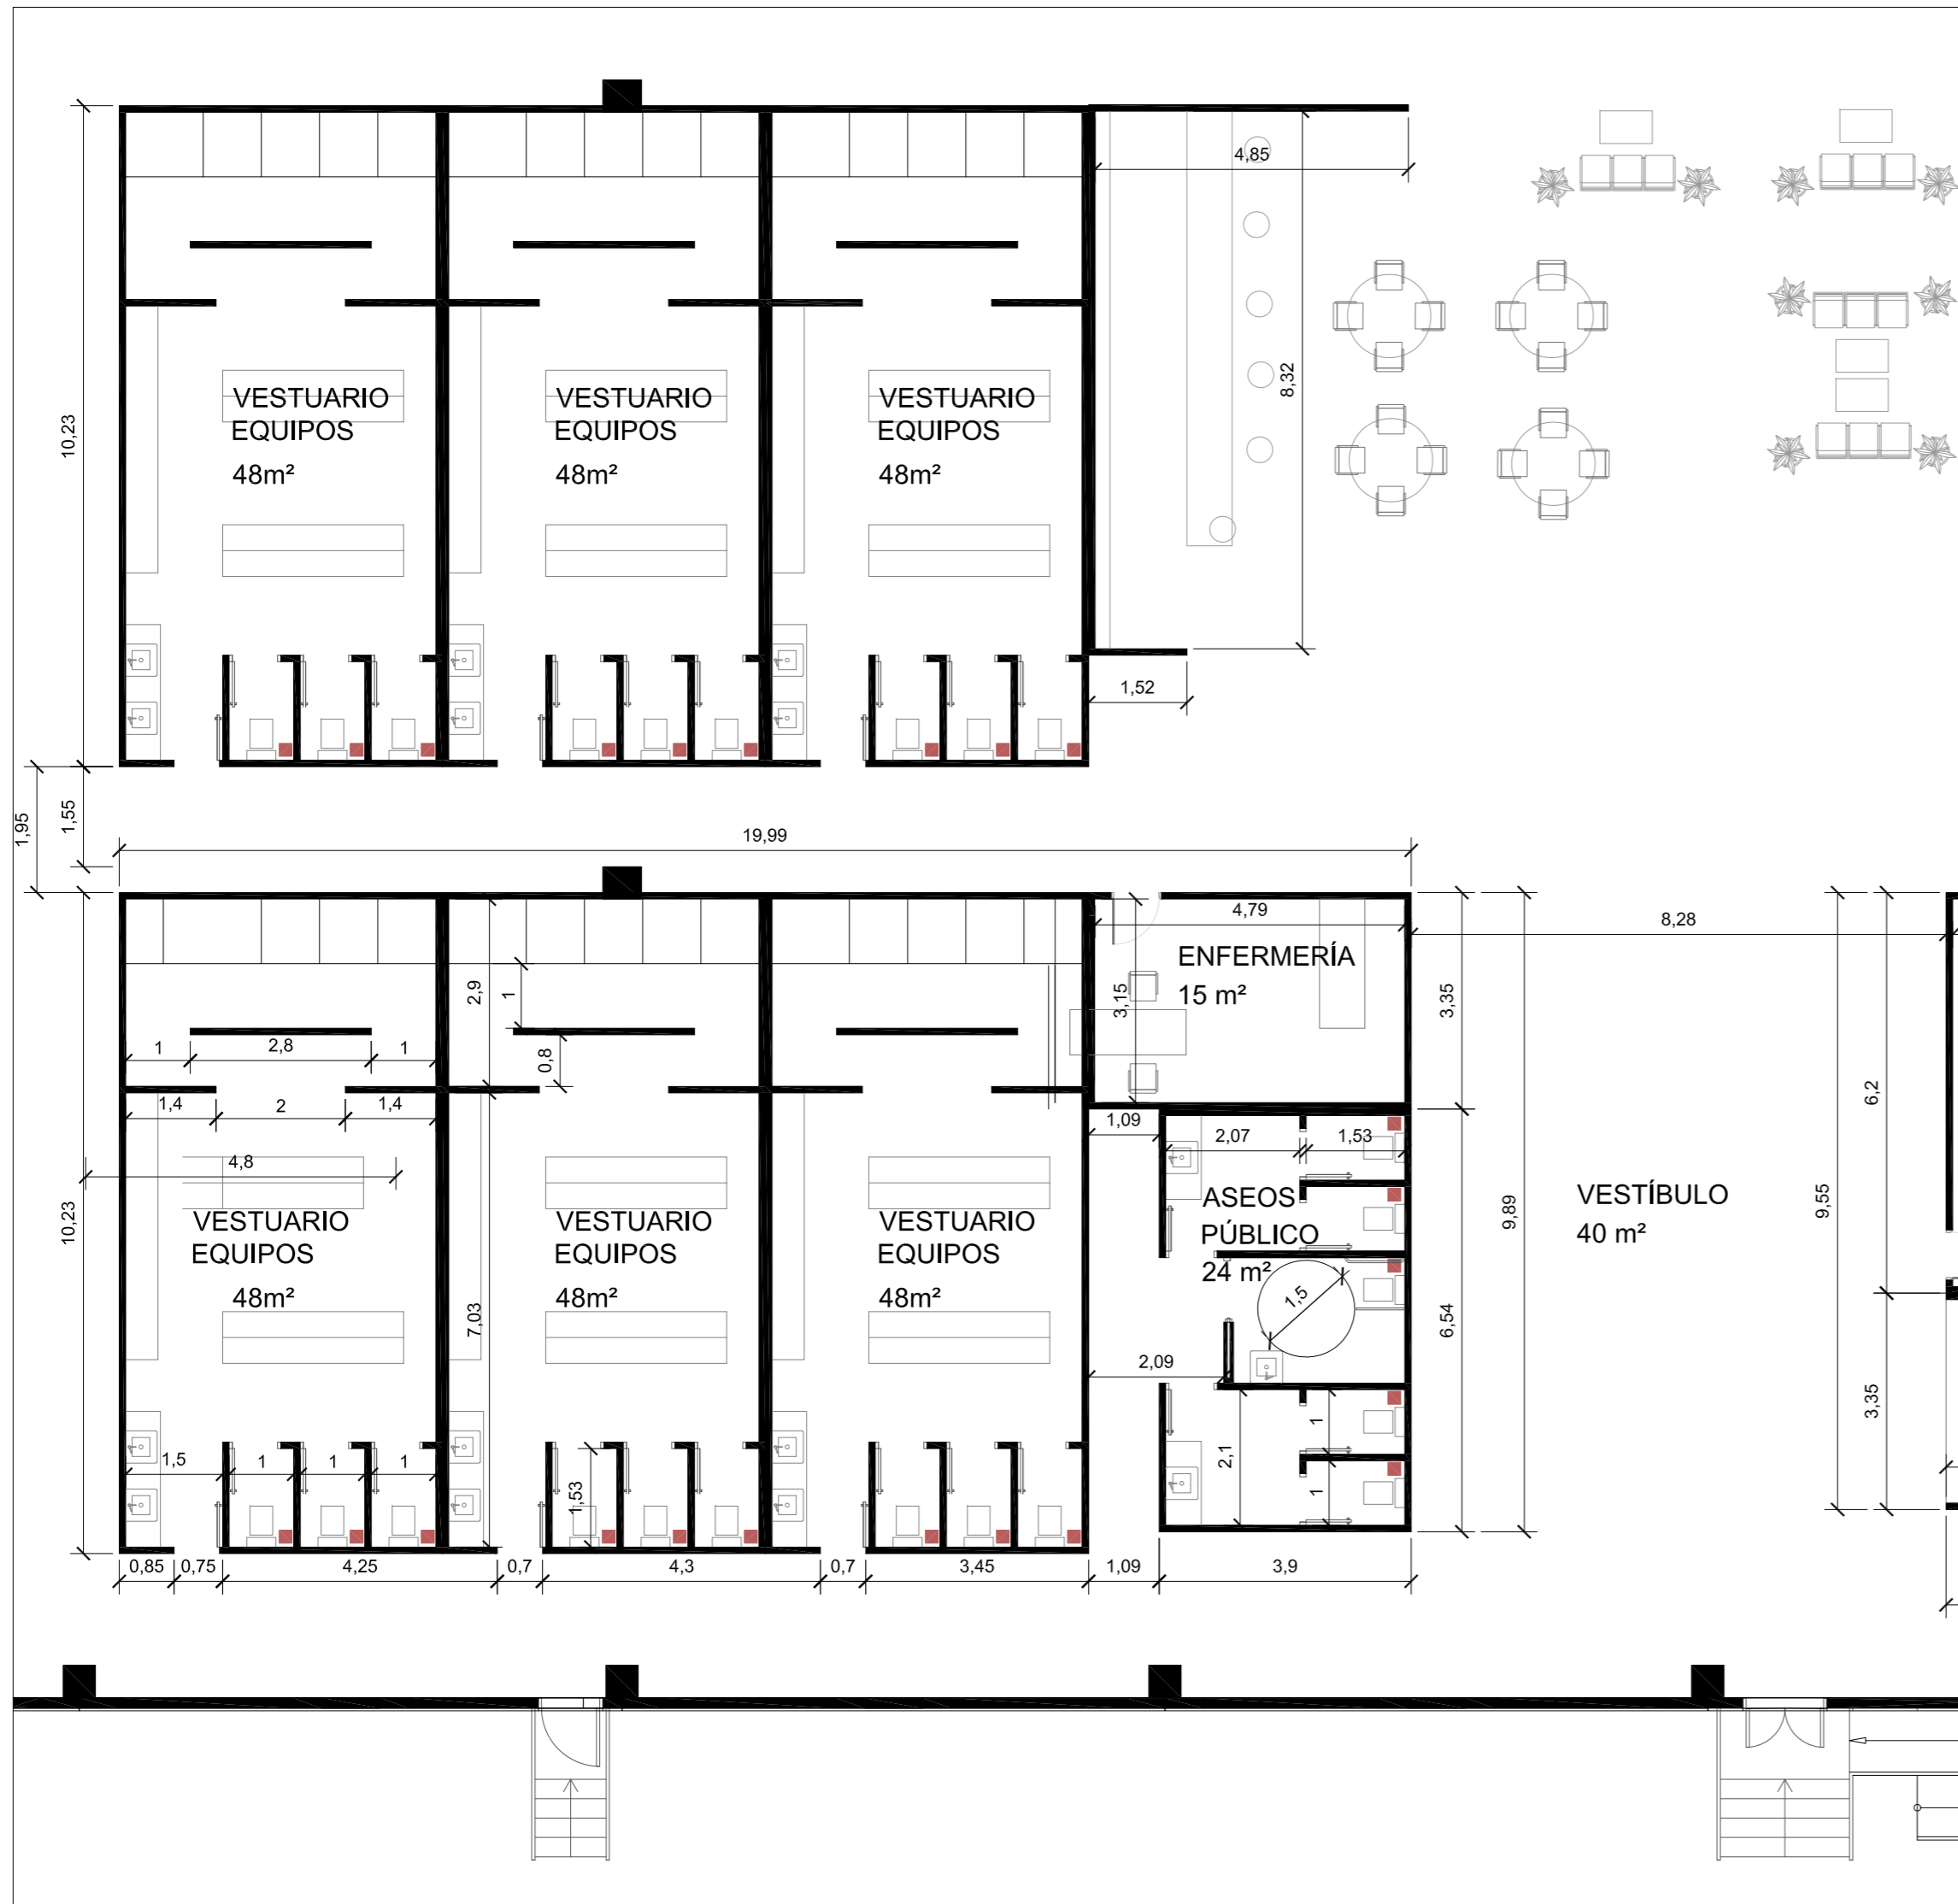 4,85
10,23
VESTUARIO
EQUIPOS
48m²
VESTUARIO
EQUIPOS
48m²
VESTUARIO
EQUIPOS
48m²
8,32
1,52
1,95
1,55
19,99
4,79
8,28
ENFERMERÍA
15 m²
2,9
1
3,15
3,35
1
2,8
1
0,8
6,2
1,4
2
1,4
1,09
2,07
1,53
4,8
10,23
VESTUARIO
EQUIPOS
48m²
VESTUARIO
EQUIPOS
48m²
VESTUARIO
EQUIPOS
48m²
ASEOS
PÚBLICO
24 m²
9,89
VESTÍBULO
40 m²
9,55
7,03
1,5
6,54
2,09
3,35
1
2,1
1,5
1
1
1
1,53
1
0,85
0,75
4,25
0,7
4,3
0,7
3,45
1,09
3,9